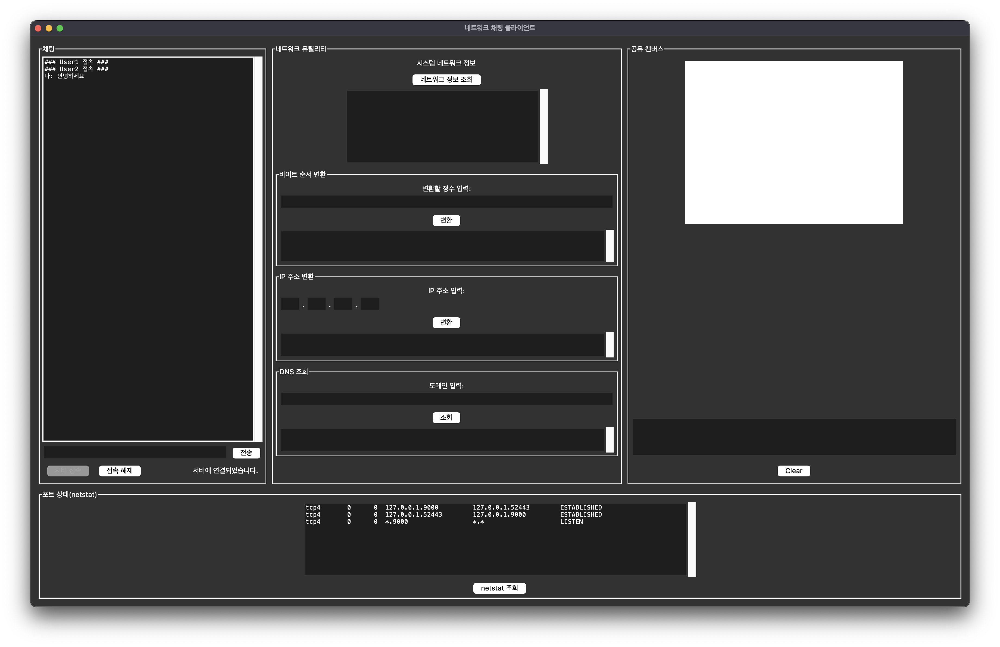 네트워크 채팅 클라이언트
채팅
### User1 접속 ###
### User2 접속 ###
나: 안녕하세요
전송
서버 접속
접속 해제
서버에 연결되었습니다.
네트워크 유틸리티
시스템 네트워크 정보
네트워크 정보 조회
바이트 순서 변환
변환할 정수 입력:
변환
IP 주소 변환
IP 주소 입력:
. . .
변환
DNS 조회
도메인 입력:
조회
공유 캔버스
Clear
포트 상태(netstat)
tcp4 0 0 127.0.0.1.9000 127.0.0.1.52443 ESTABLISHED
tcp4 0 0 127.0.0.1.52443 127.0.0.1.9000 ESTABLISHED
tcp4 0 0 *.9000 *.* LISTEN
netstat 조회